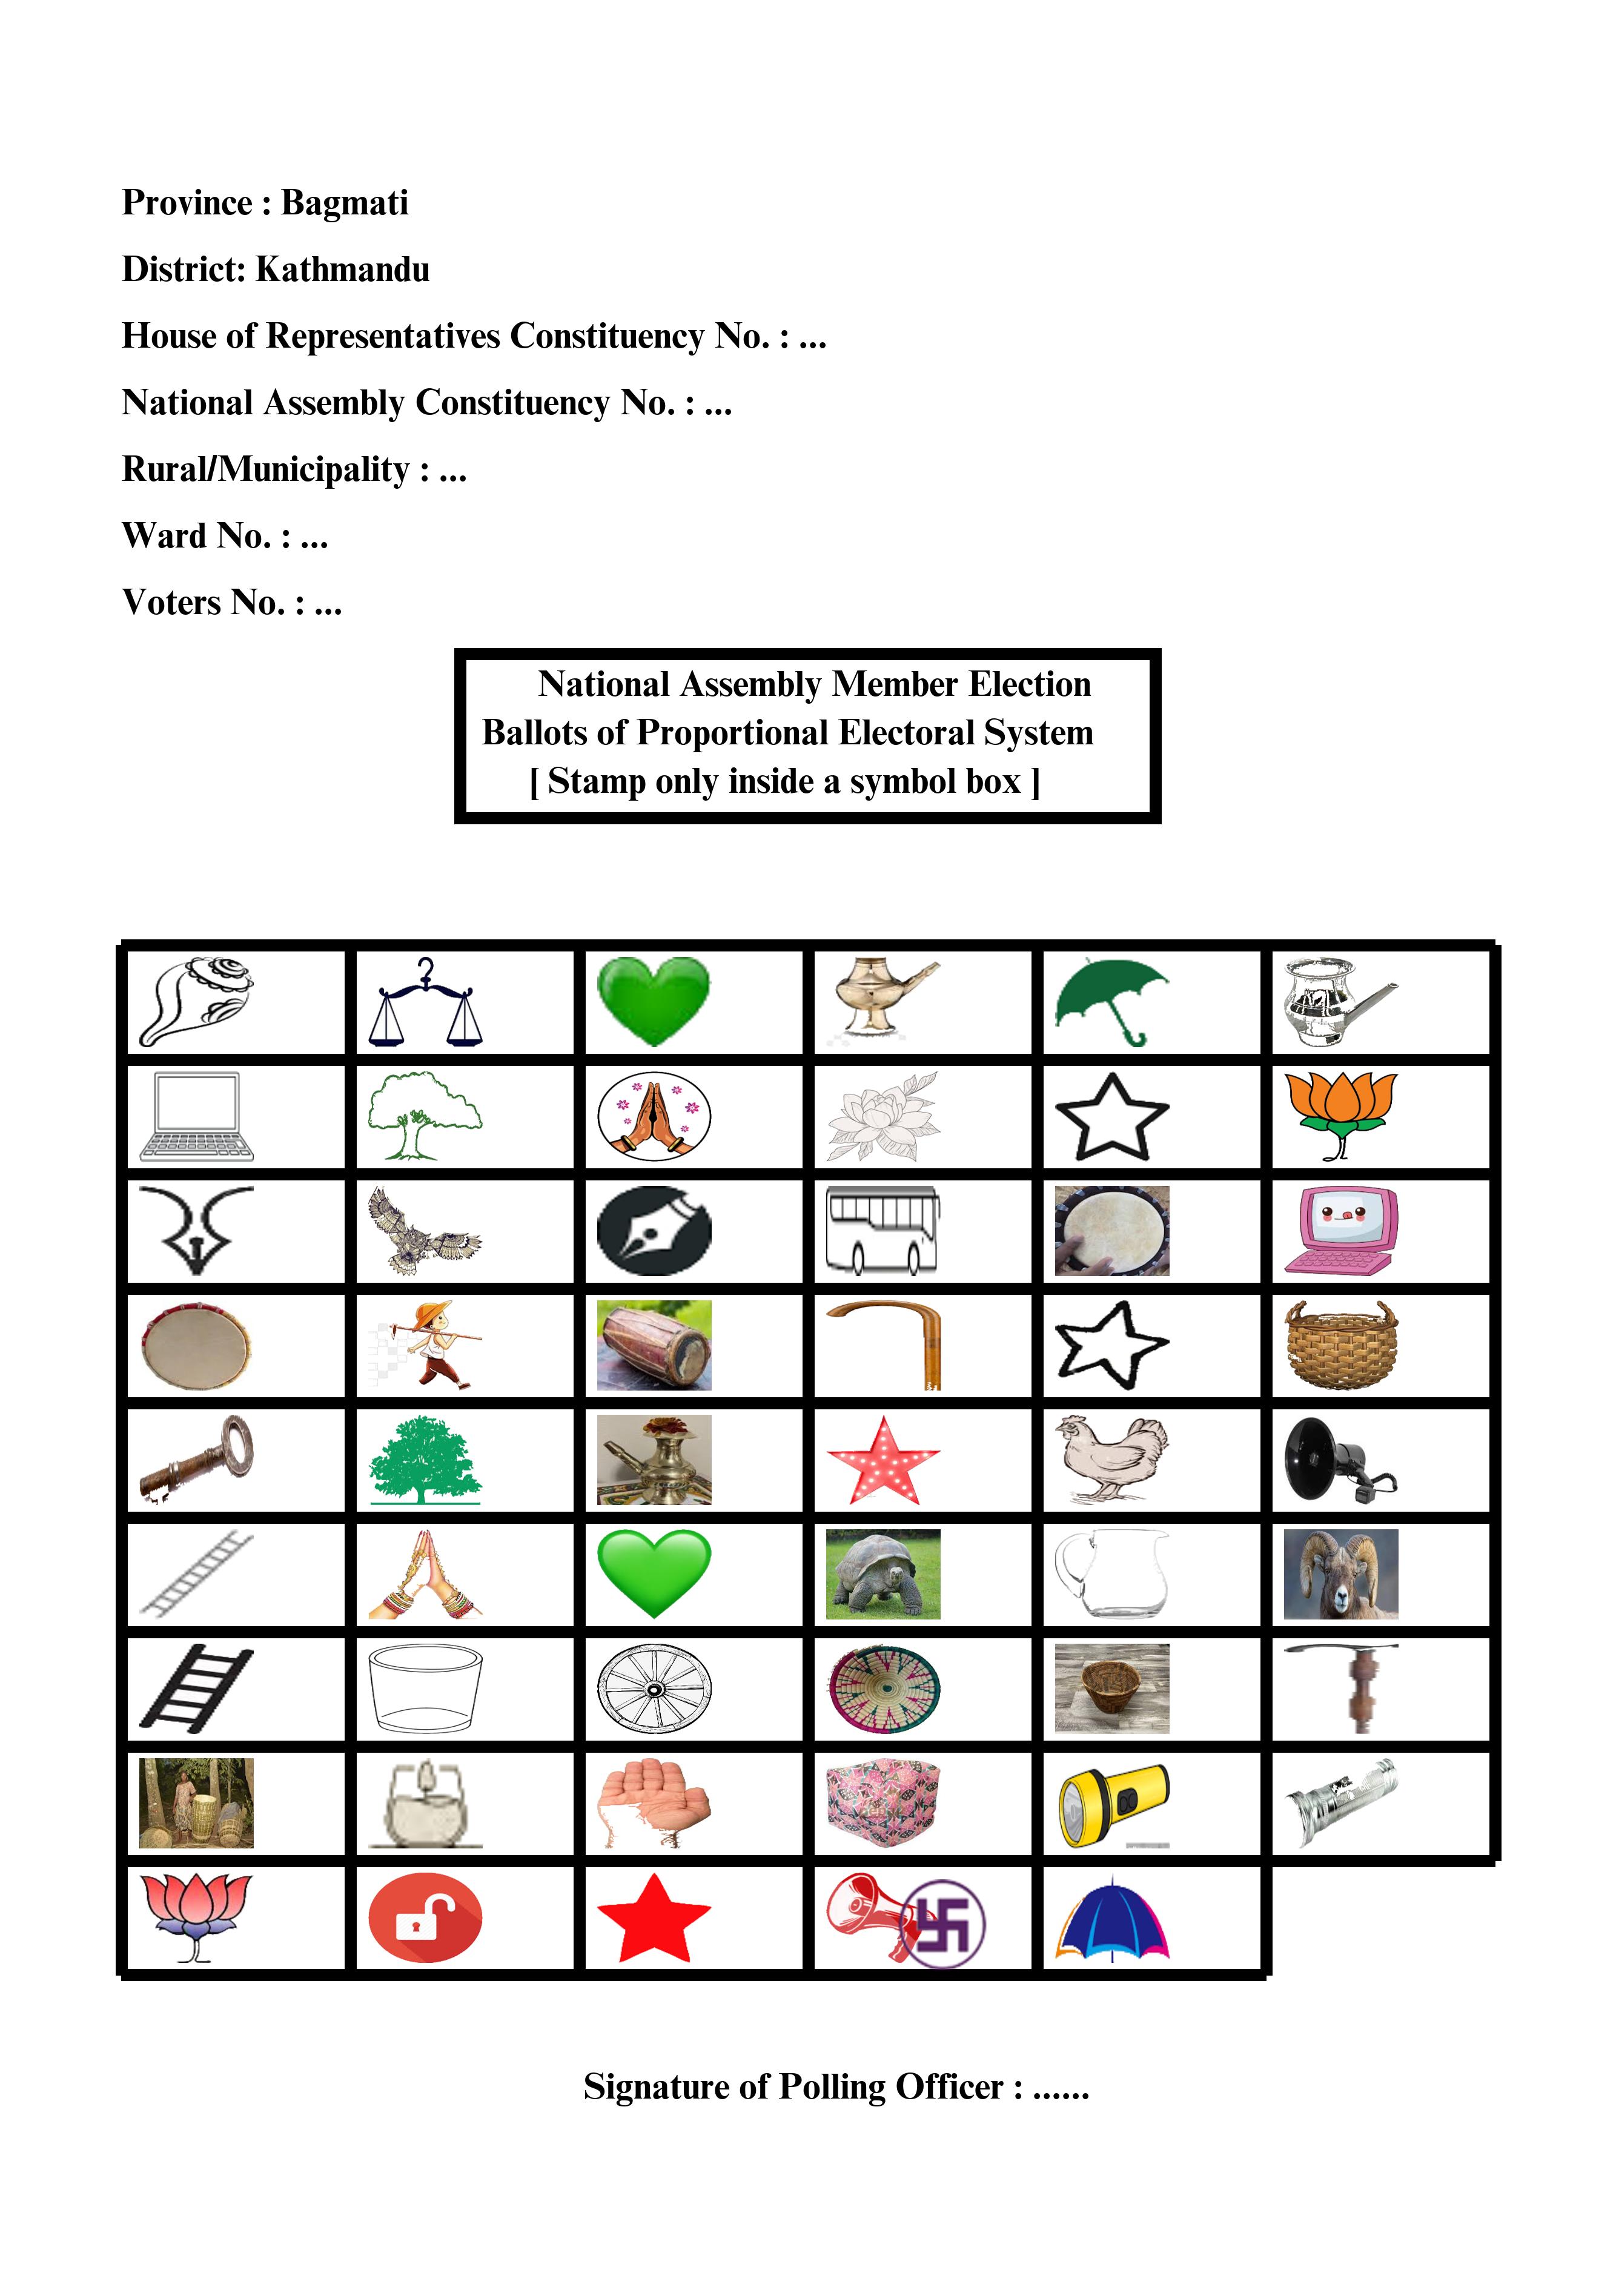 Province : Bagmati
District: Kathmandu
House of Representatives Constituency No. : ...
National Assembly Constituency No. : ...
Rural/Municipality : ...
Ward No. : ...
Voters No. : ...
National Assembly Member Election
Ballots of Proportional Electoral System
[ Stamp only inside a symbol box ]
Signature of Polling Officer : ......